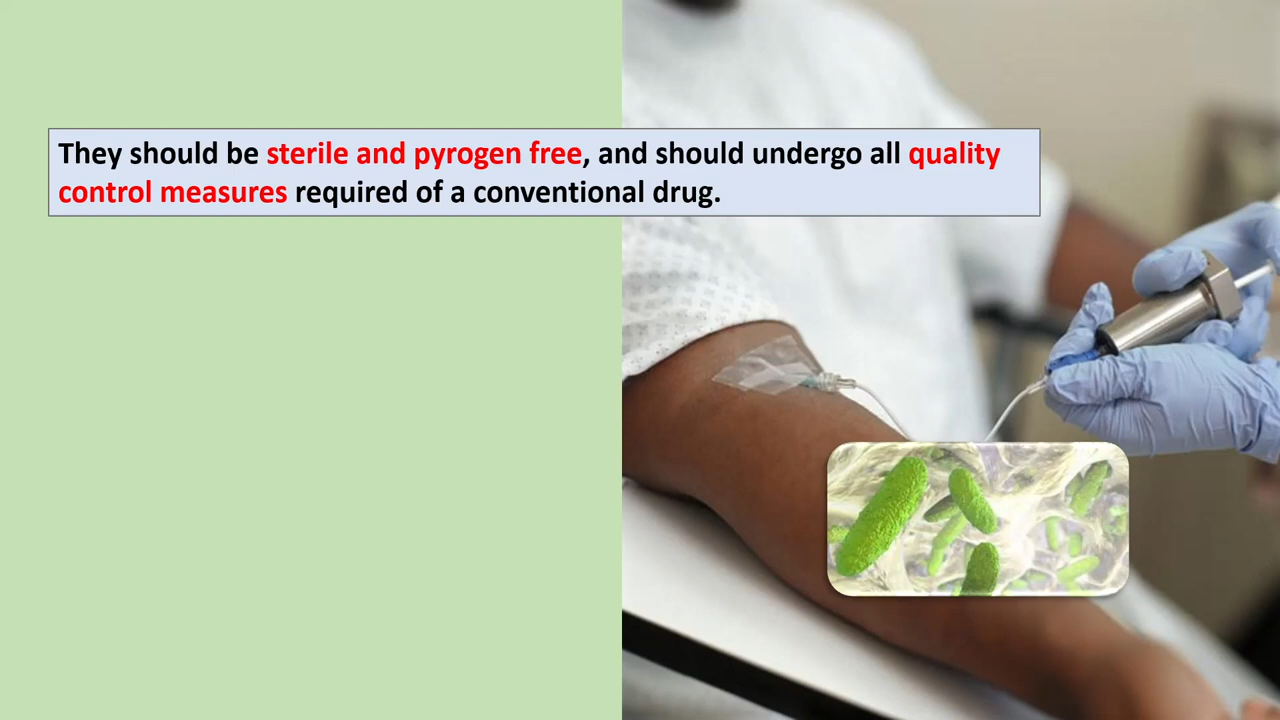 They should be sterile and pyrogen free, and should undergo all quality
control measures required of a conventional drug.